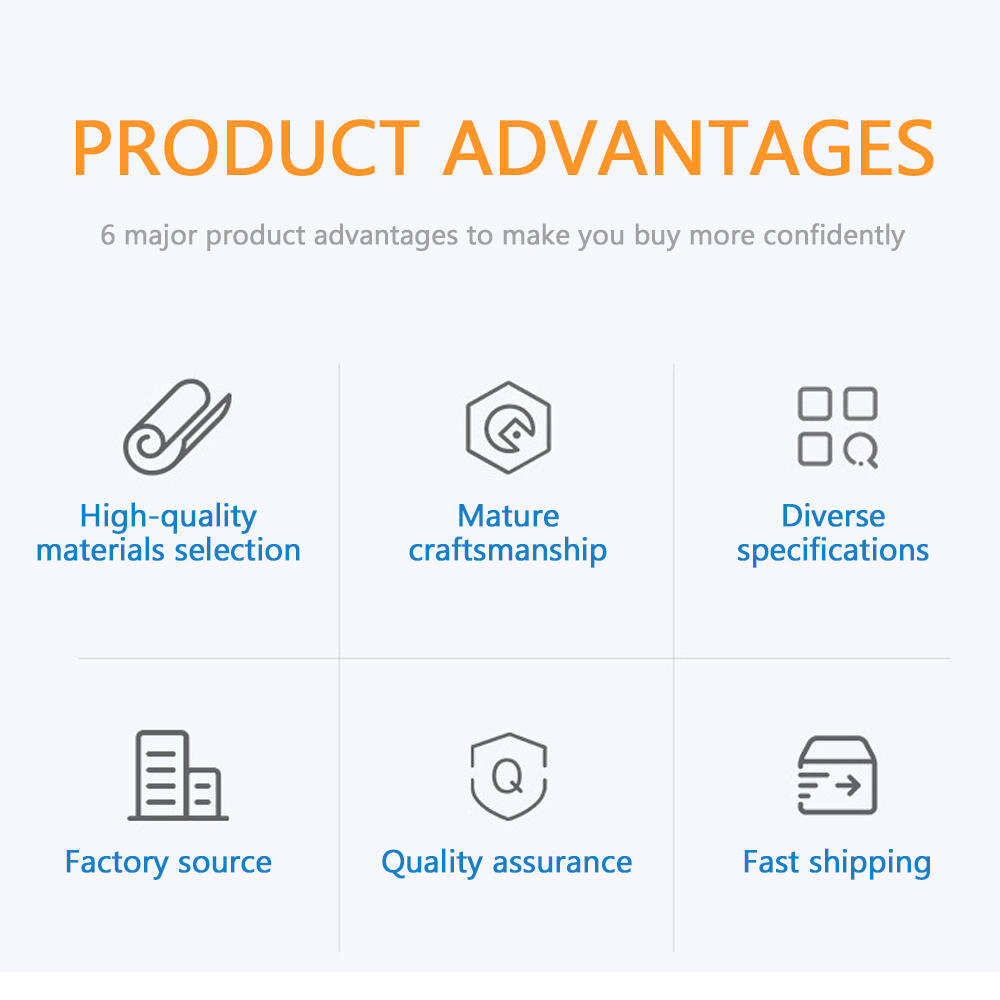 PRODUCT ADVANTAGES
6 major product advantages to make you buy more confidently
High-quality
materials selection
Mature
craftsmanship
Diverse
specifications
Q
Factory source
Quality assurance
Fast shipping